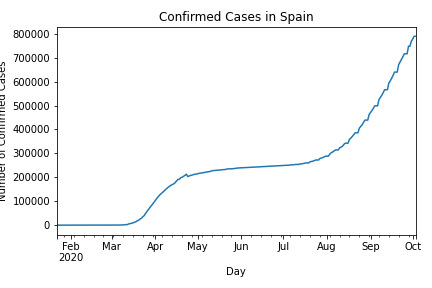 Confirmed Cases in Spain
800000
700000
600000
500000
400000
300000
200000
100000
0
Number of Confirmed Cases
Feb Mar Apr May Jun Jul Aug Sep Oct
2020
Day